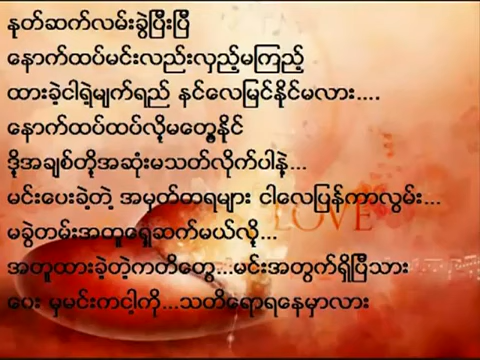 နုတ်ဆက်လမ်းခွဲပြီးပြီ
နောက်ထပ်မင်းလည်းလှည့်မကြည့်
ထားခဲ့ငါရဲ့မျက်ရည် နင်လေမြင်နိုင်မလား....
နောက်ထပ်ထပ်လို့မတွေ့နိုင်
ဒို့အချစ်တို့အဆုံးမသတ်လိုက်ပါနဲ့...
မင်းပေးခဲ့တဲ့ အမှတ်တရများ ငါလေပြန်ကာလွမ်း...
LOVE
မခွဲတမ်းအတူရှေ့ဆက်မယ်လို့...
အတူထားခဲ့တဲ့ကတိတွေ...မင်းအတွက်ရှိပြီသား
ဝေး မှမင်းကငါ့ကို...သတိရောရနေမှာလား